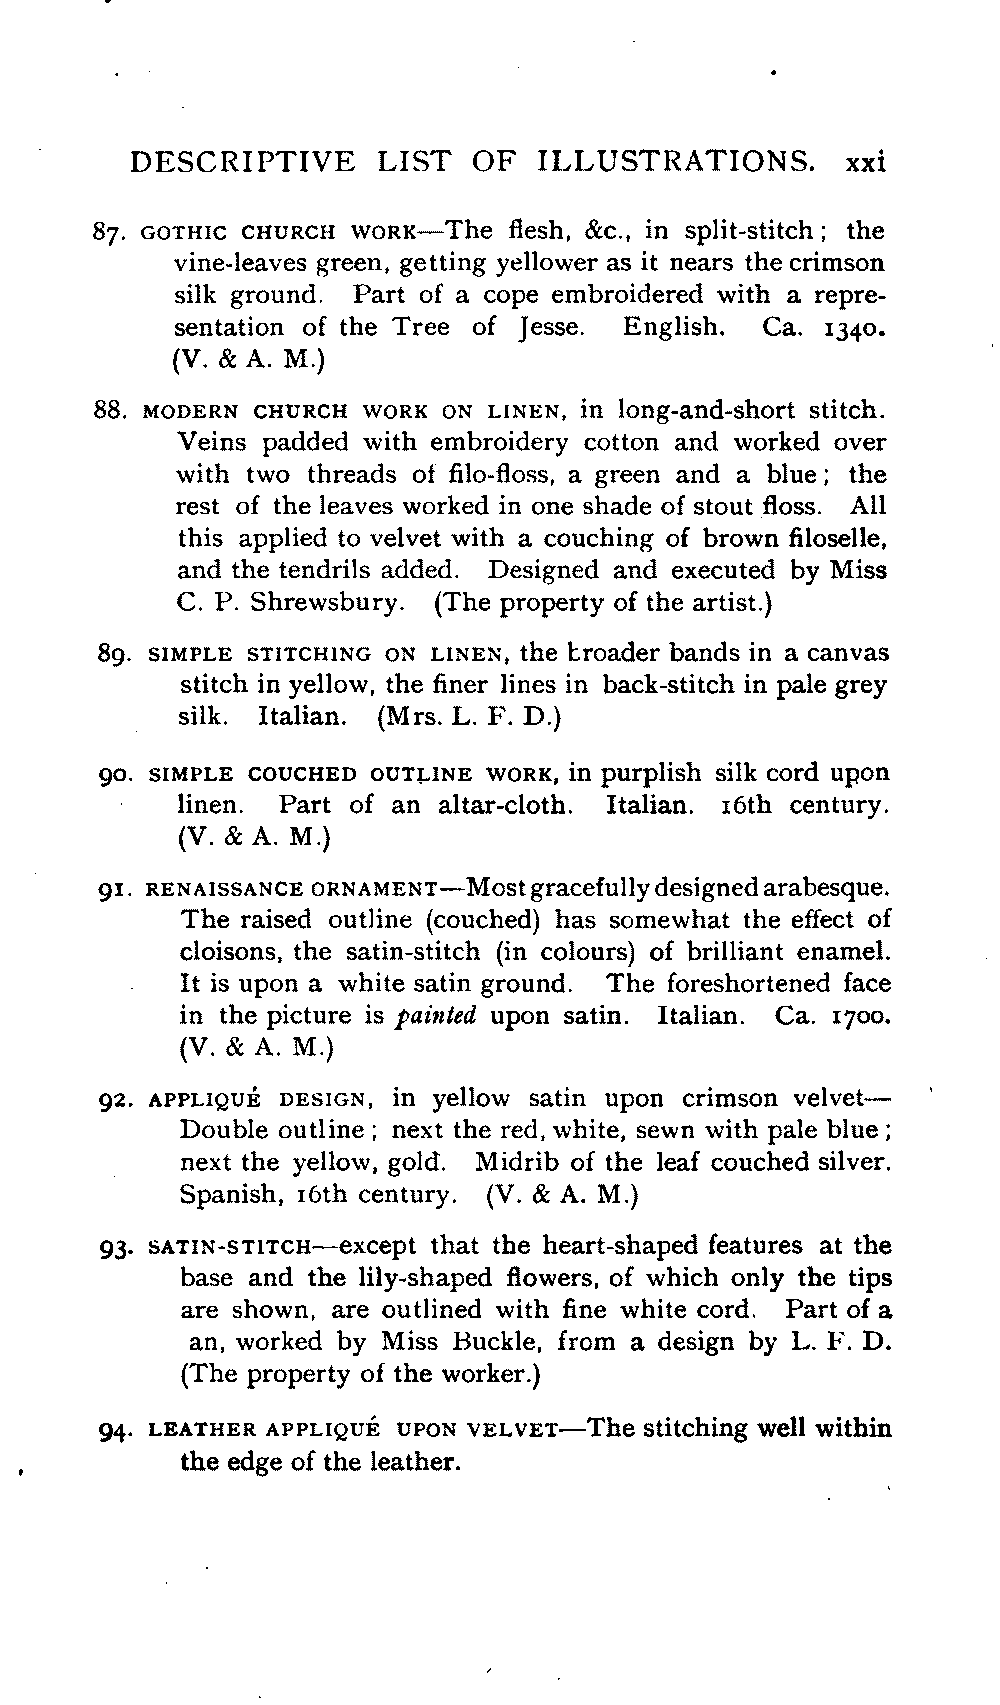 DESCRIPTIVE LIST OF ILLUSTRATIONS. xxi
87. GOTHIC CHURCH WORK—The flesh, &c., in split-stitch; the
vine-leaves green, getting yellower as it nears the crimson
silk ground. Part of a cope embroidered with a repre-
sentation of the Tree of Jesse. English. Ca. 1340.
(V. & A. M.)
88. MODERN CHURCH WORK ON LINEN, in long-and-short stitch.
Veins padded with embroidery cotton and worked over
with two threads of filo-floss, a green and a blue; the
rest of the leaves worked in one shade of stout floss. All
this applied to velvet with a couching of brown filoselle,
and the tendrils added. Designed and executed by Miss
C. P. Shrewsbury. (The property of the artist.)
89. SIMPLE STITCHING ON LINEN, the broader bands in a canvas
stitch in yellow, the finer lines in back-stitch in pale grey
silk. Italian. (Mrs. L. F. D.)
90. SIMPLE COUCHED OUTLINE WORK, in purplish silk cord upon
linen. Part of an altar-cloth. Italian. 16th century.
(V. & A. M.)
91. RENAISSANCE ORNAMENT—Most gracefully designed arabesque.
The raised outline (couched) has somewhat the effect of
cloisons, the satin-stitch (in colours) of brilliant enamel.
It is upon a white satin ground. The foreshortened face
in the picture is painted upon satin. Italian. Ca. 1700.
(V. & A. M.)
92. APPLIQUÉ DESIGN, in yellow satin upon crimson velvet—
Double outline; next the red, white, sewn with pale blue;
next the yellow, gold. Midrib of the leaf couched silver.
Spanish, 16th century. (V. & A. M.)
93. SATIN-STITCH—except that the heart-shaped features at the
base and the lily-shaped flowers, of which only the tips
are shown, are outlined with fine white cord. Part of a
an, worked by Miss Buckle, from a design by L. F. D.
(The property of the worker.)
94. LEATHER APPLIQUÉ UPON VELVET—The stitching well within
the edge of the leather.